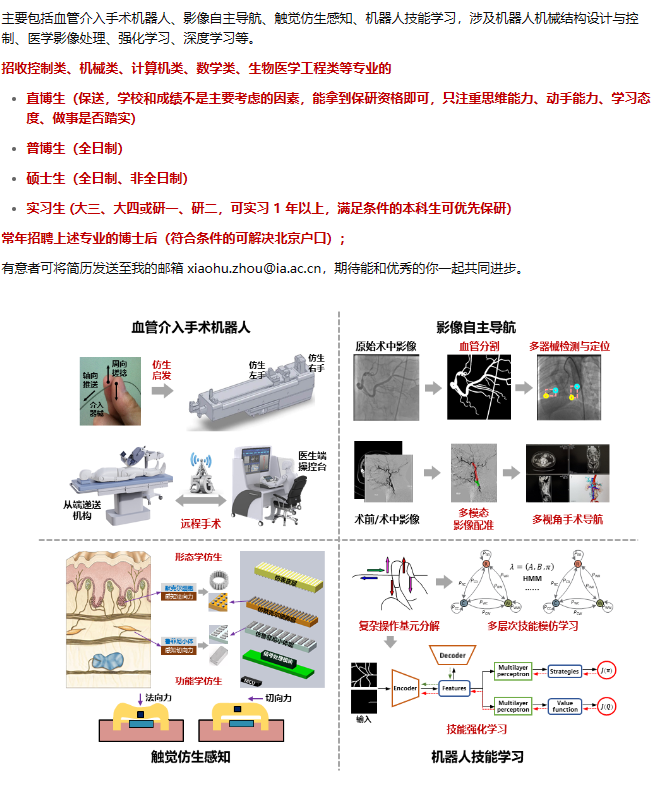 主要包括血管介入手术机器人、影像自主导航、触觉仿生感知、机器人技能学习，涉及机器人机械结构设计与控
制、医学影像处理、强化学习、深度学习等。
招收控制类、机械类、计算机类、数学类、生物医学工程类等专业的
• 直博生（保送，学校和成绩不是主要考虑的因素，能拿到保研资格即可，只注重思维能力、动手能力、学习态
度、做事是否踏实）
• 普博生（全日制）
• 硕士生（全日制、非全日制）
• 实习生 (大三、大四或研一、研二，可实习 1 年以上，满足条件的本科生可优先保研)
常年招聘上述专业的博士后（符合条件的可解决北京户口）；
有意者可将简历发送至我的邮箱 xiaohu.zhou@ia.ac.cn，期待能和优秀的你一起共同进步。
血管介入手术机器人
周向
搓捻
轴向
推送
介入
器械
仿生
启发
仿生
左手
仿生
右手
从端递送
机构
远程手术
医生端
操控台
影像自主导航
原始术中影像
血管分割
多器械检测与定位
术前/术中影像
多模态
影像配准
多视角手术导航
形态学仿生
感知法向力
鲁菲尼小体
功能学仿生
仿表皮层
MCU
法向力
切向力
触觉仿生感知
λ = (A, B, π)
HMM
......
复杂操作基元分解
多层次技能模仿学习
Decoder
Encoder
Features
Multilayer
perceptron
Strategies
J(π)
Multilayer
perceptron
Value
function
J(Q)
输入
技能强化学习
机器人技能学习